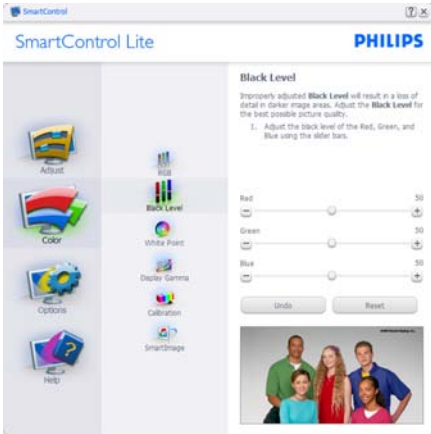 SmartControl
SmartControl Lite
PHILIPS
Adjust
Color
Options
Help
RGB
Black Level
White Point
Display Gamma
Calibration
SmartImage
Black Level
Improperly adjusted Black Level will result in a loss of
detail in darker image areas. Adjust the Black Level for
the best possible picture quality.
1. Adjust the black level of the Red, Green, and
Blue using the slider bars.
Red 50
Green 50
Blue 50
Undo Reset